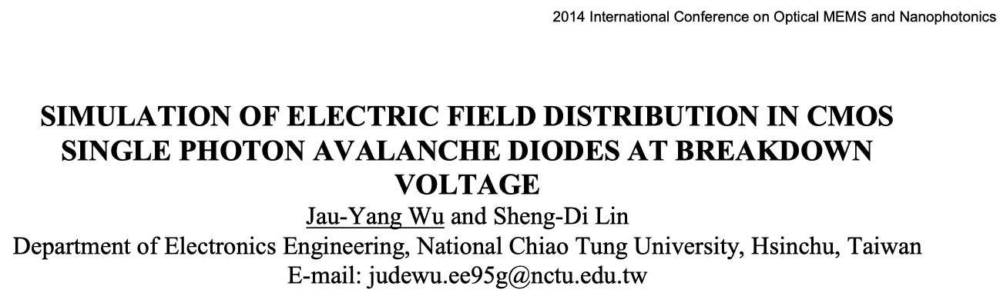 2014 International Conference on Optical MEMS and Nanophotonics
SIMULATION OF ELECTRIC FIELD DISTRIBUTION IN CMOS
SINGLE PHOTON AVALANCHE DIODES AT BREAKDOWN
VOLTAGE
Jau-Yang Wu and Sheng-Di Lin
Department of Electronics Engineering, National Chiao Tung University, Hsinchu, Taiwan
E-mail: judewu.ee95g@nctu.edu.tw